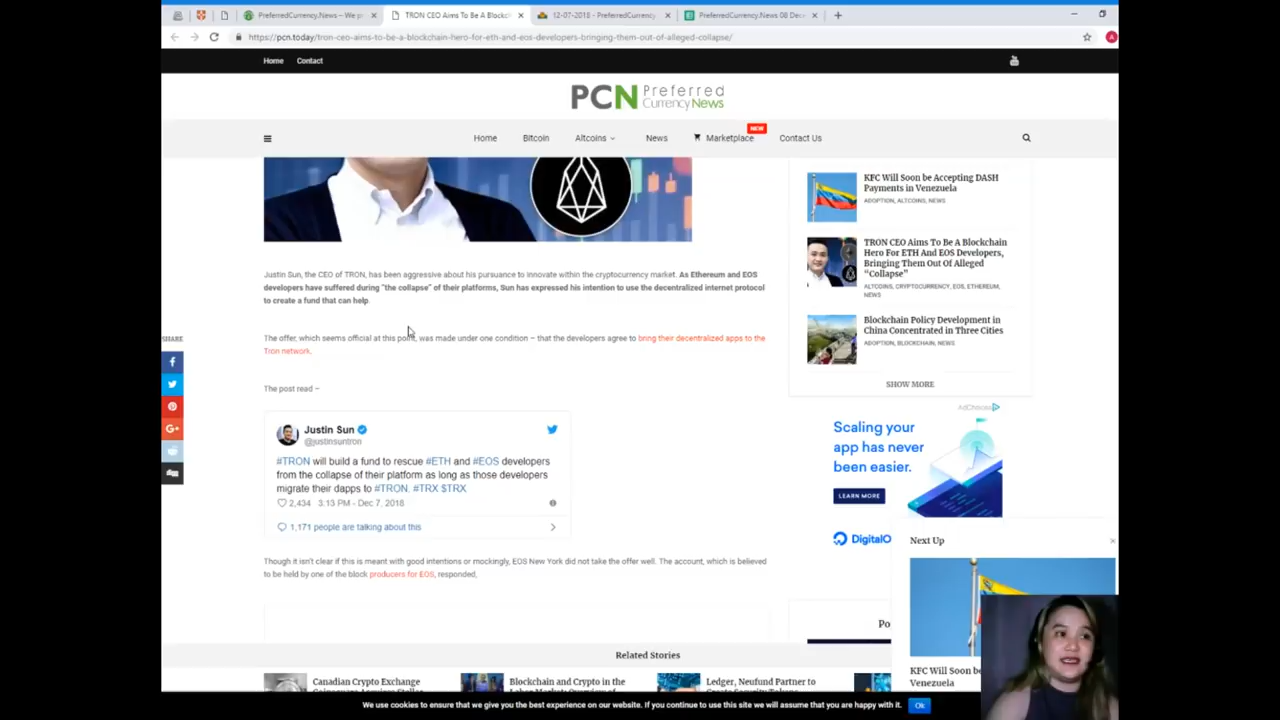 PreferredCurrency.News – We pr
TRON CEO Aims To Be A Blockch
12-07-2018 - PreferredCurrency
PreferredCurrency.News 08 Dec
https://pcn.today/tron-ceo-aims-to-be-a-blockchain-hero-for-eth-and-eos-developers-bringing-them-out-of-alleged-collapse/
A
Home Contact
PCN Preferred
Currency News
Home Bitcoin Altcoins News Marketplace NEW Contact Us
KFC Will Soon be Accepting DASH
Payments in Venezuela
ADOPTION, ALTCOINS, NEWS
TRON CEO Aims To Be A Blockchain
Hero For ETH And EOS Developers,
Bringing Them Out Of Alleged
“Collapse”
ALTCOINS, CRYPTOCURRENCY, EOS, ETHEREUM,
NEWS
Blockchain Policy Development in
China Concentrated in Three Cities
ADOPTION, BLOCKCHAIN, NEWS
SHOW MORE
Justin Sun, the CEO of TRON, has been aggressive about his pursuance to innovate within the cryptocurrency market. As Ethereum and EOS
developers have suffered during “the collapse” of their platforms, Sun has expressed his intention to use the decentralized internet protocol
to create a fund that can help.
The offer, which seems official at this point, was made under one condition – that the developers agree to bring their decentralized apps to the
Tron network.
The post read –
SHARE
Justin Sun
@justinsuntron
#TRON will build a fund to rescue #ETH and #EOS developers
from the collapse of their platform as long as those developers
migrate their dapps to #TRON. #TRX $TRX
2,434 3:13 PM - Dec 7, 2018
1,171 people are talking about this
Though it isn't clear if this is meant with good intentions or mockingly, EOS New York did not take the offer well. The account, which is believed
to be held by one of the block producers for EOS, responded,
AdChoices
Scaling your
app has never
been easier.
LEARN MORE
DigitalO
Next Up
KFC Will Soon be
Venezuela
Po
Related Stories
Canadian Crypto Exchange
Blockchain and Crypto in the
Ledger, Neufund Partner to
We use cookies to ensure that we give you the best experience on our website. If you continue to use this site we will assume that you are happy with it. Ok